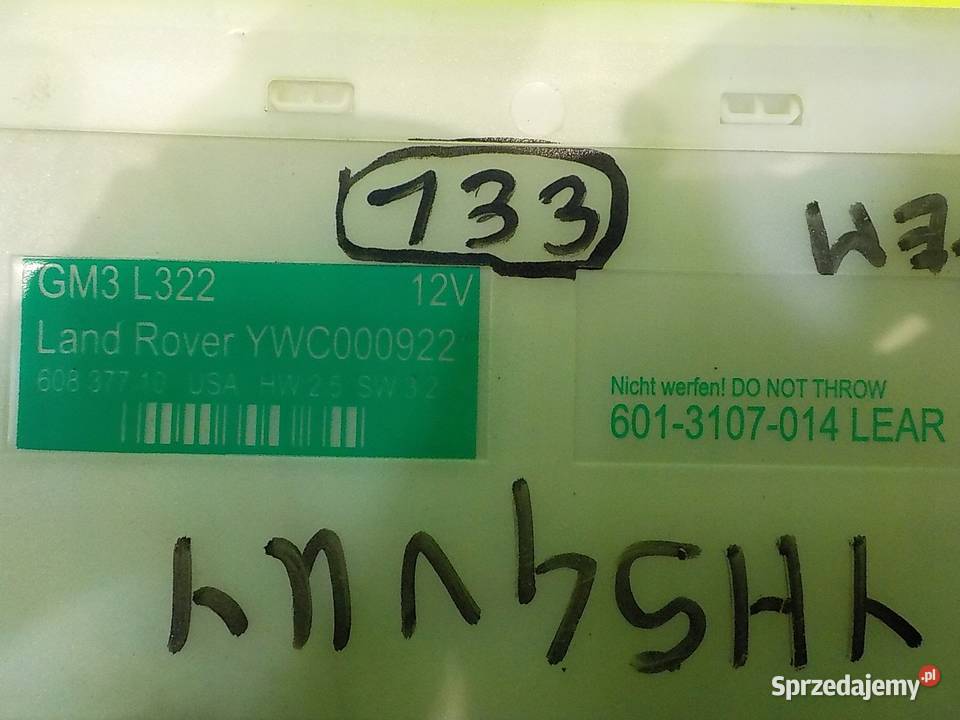 133
GM3 L322 12V
Land Rover YWC000922
608 377 10 USA HW 2.5 SW 3.2
Nicht werfen! DO NOT THROW
601-3107-014 LEAR
Sprzedajemy.pl